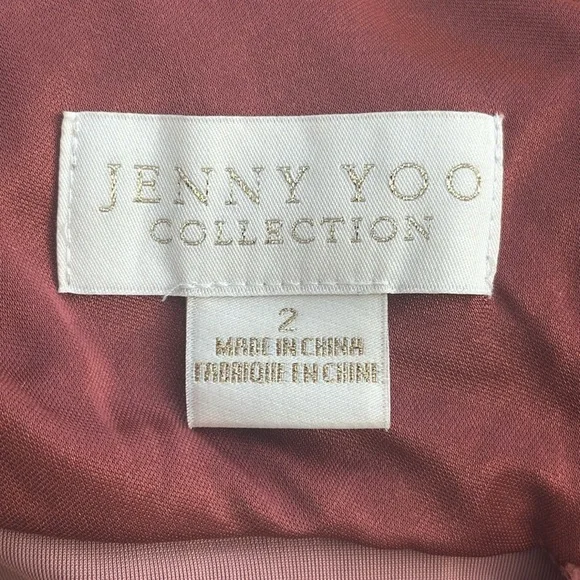 JENNY YOO
COLLECTION
2
MADE IN CHINA
FABRIQUE EN CHINE